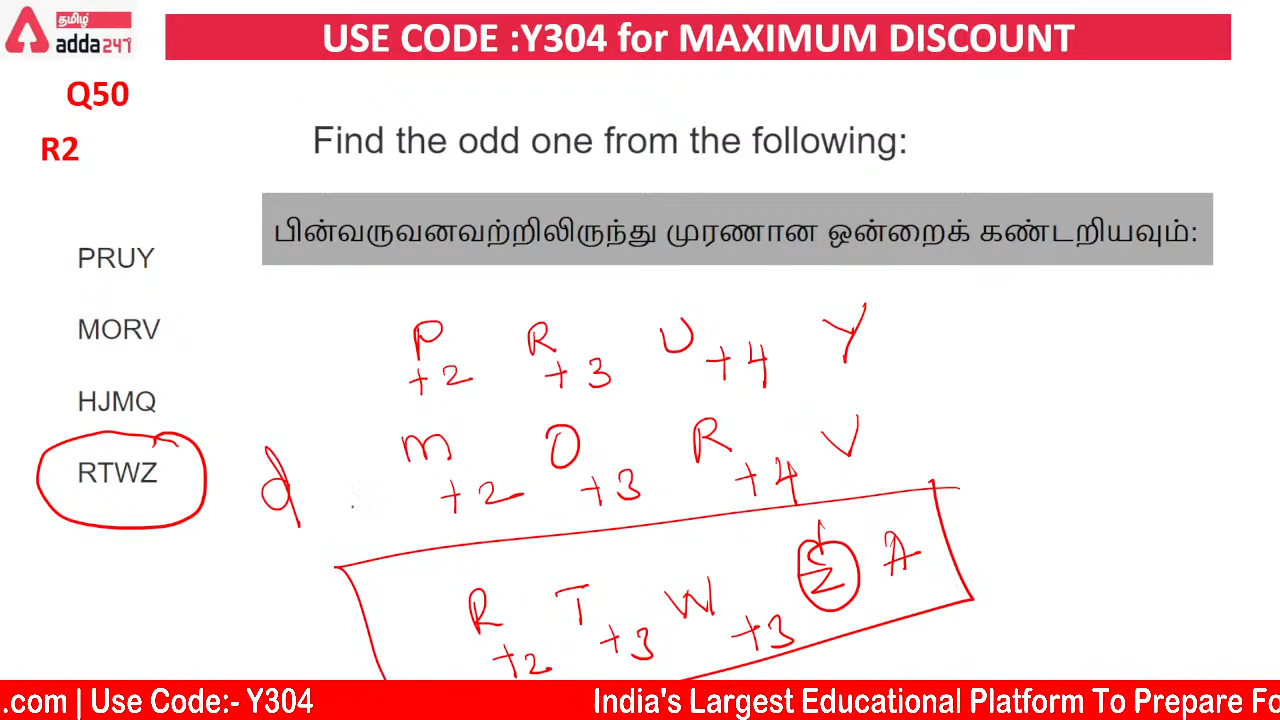 தமிழ்
adda247
USE CODE :Y304 for MAXIMUM DISCOUNT
Q50
R2
Find the odd one from the following:
பின்வருவனவற்றிலிருந்து முரணான ஒன்றைக் கண்டறியவும்:
PRUY
MORV
HJMQ
RTWZ
P R U Y
+2 +3 +4
d
M O R V
+2 +3 +4
R T W Z A
+2 +3 +3
.com | Use Code:- Y304 India's Largest Educational Platform To Prepare Fo